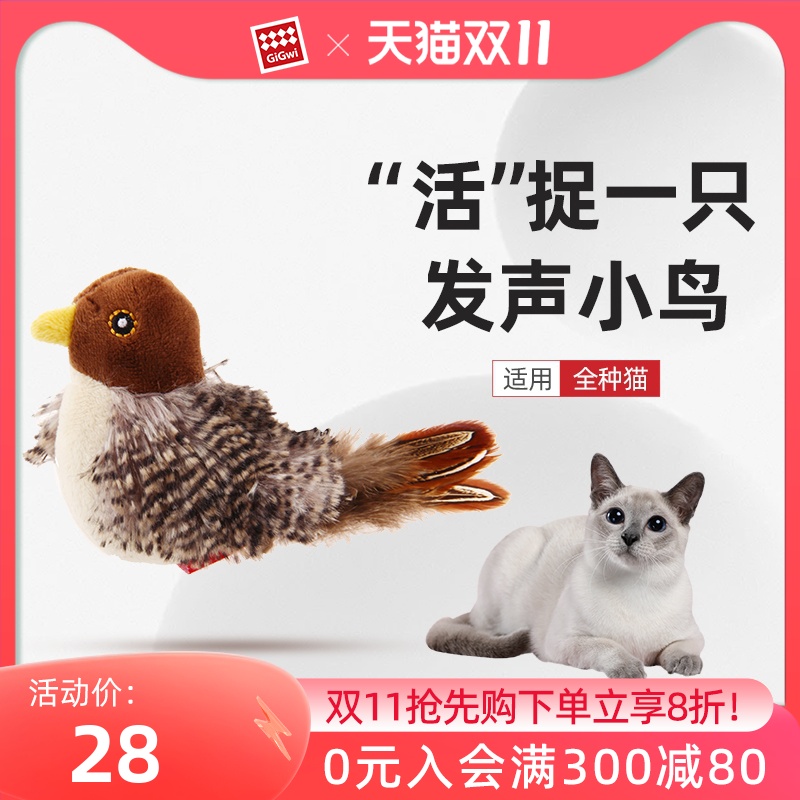 GiGwi × 天猫双11
“活”捉一只
发声小鸟
适用 全种猫
活动价：
28
双11抢先购下单立享8折！
0元入会满300减80